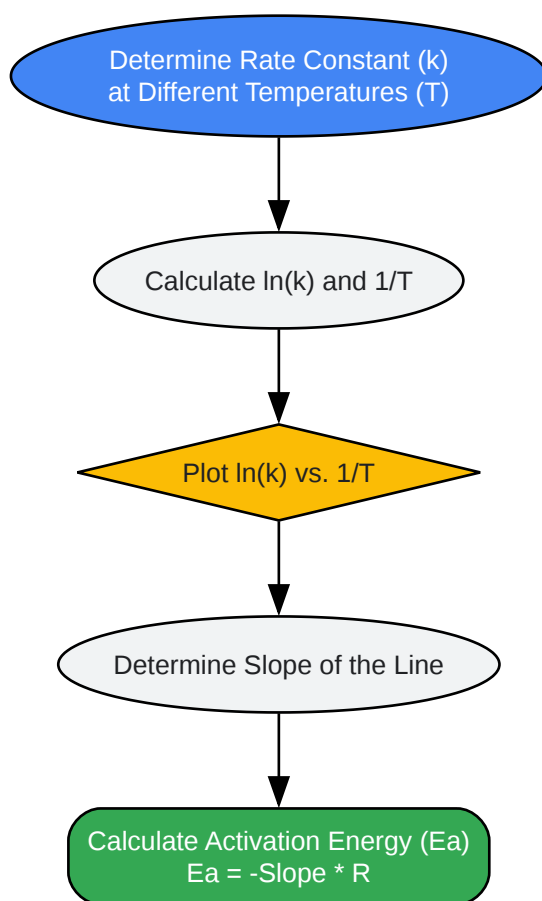 Determine Rate Constant (k)
at Different Temperatures (T)
Calculate ln(k) and 1/T
Plot ln(k) vs. 1/T
Determine Slope of the Line
Calculate Activation Energy (Ea)
Ea = -Slope * R